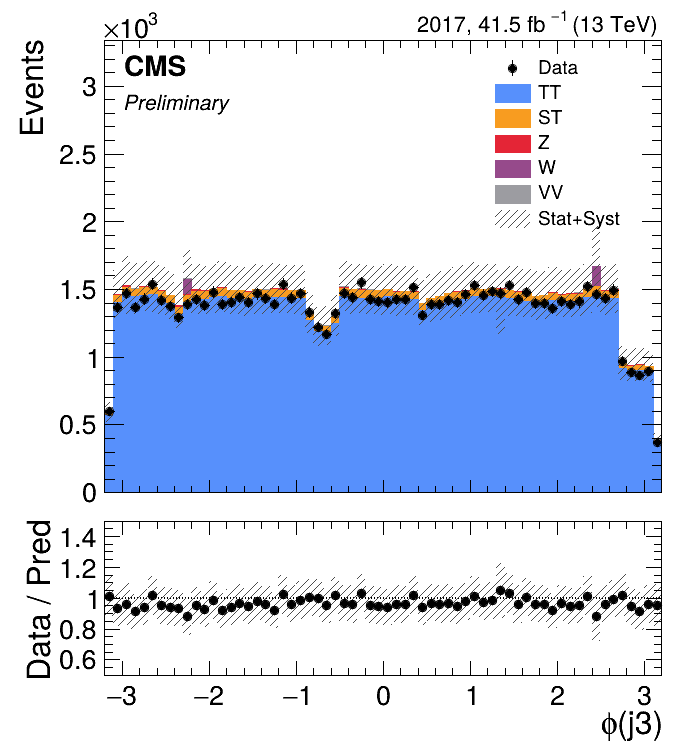 ×10³ 2017, 41.5 fb⁻¹ (13 TeV)
CMS
Preliminary
Data
TT
ST
Z
W
VV
Stat+Syst
Events
3
2.5
2
1.5
1
0.5
0
Data / Pred
1.4
1.2
1
0.8
0.6
−3 −2 −1 0 1 2 3
ϕ(j3)